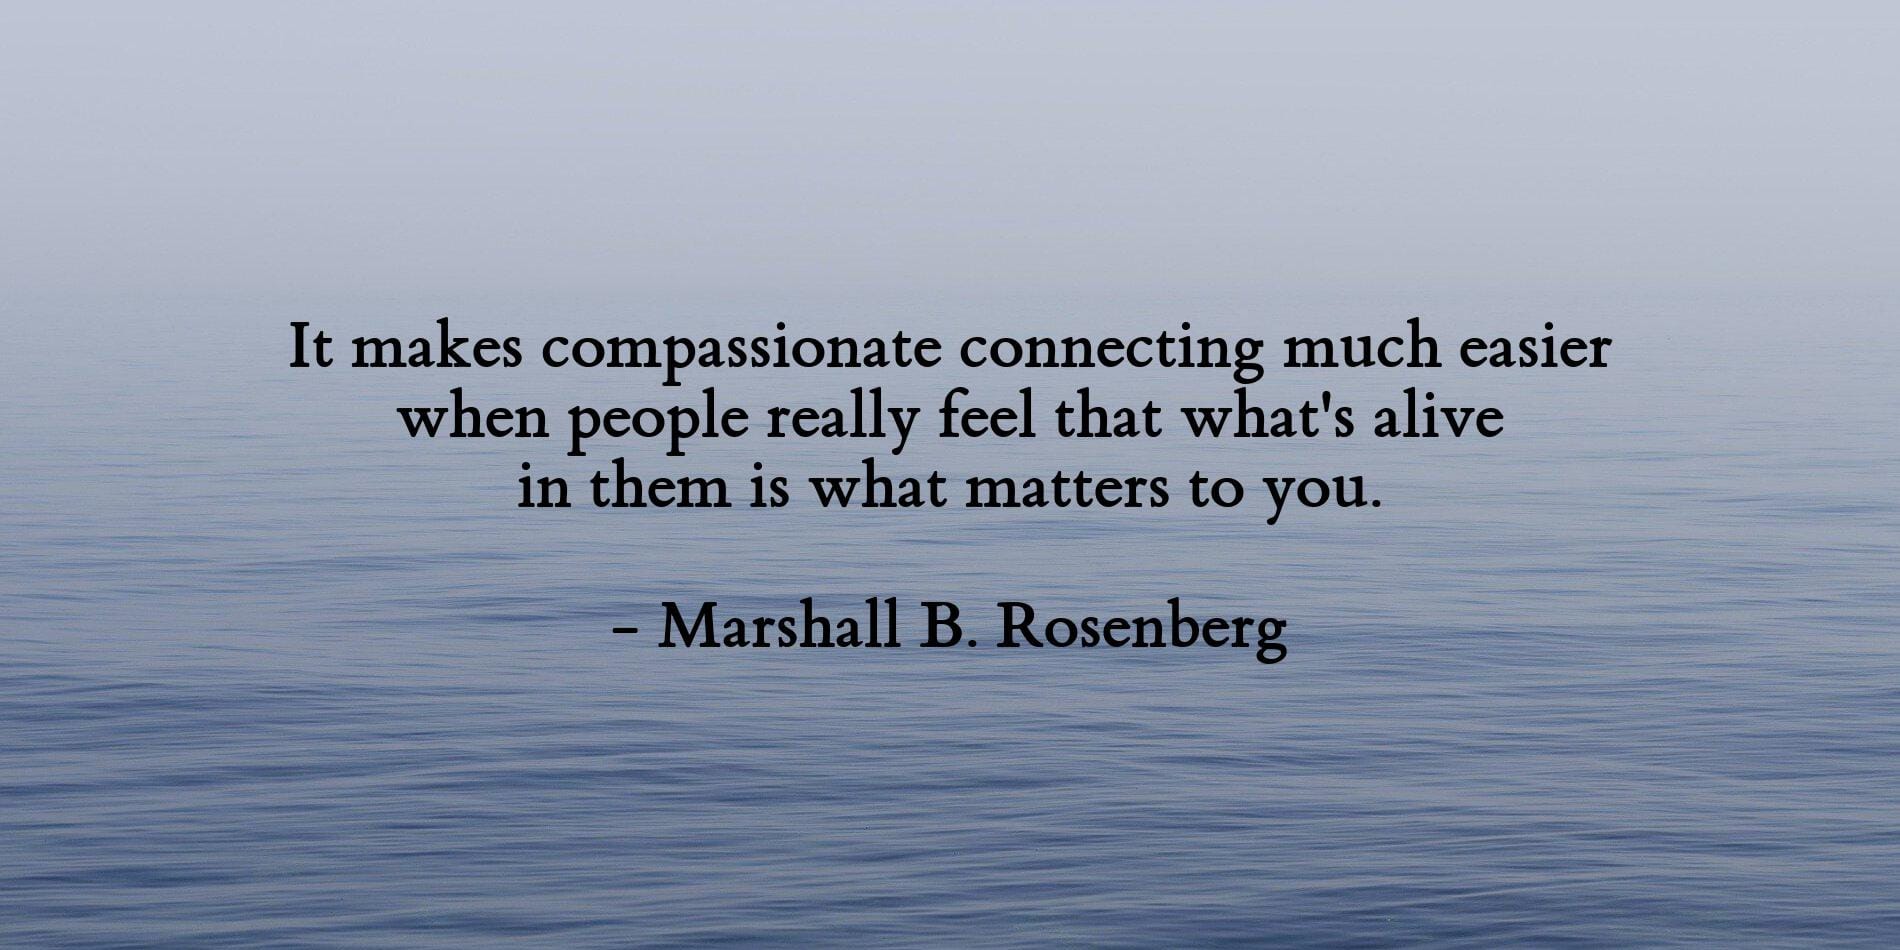 It makes compassionate connecting much easier
when people really feel that what's alive
in them is what matters to you.
- Marshall B. Rosenberg